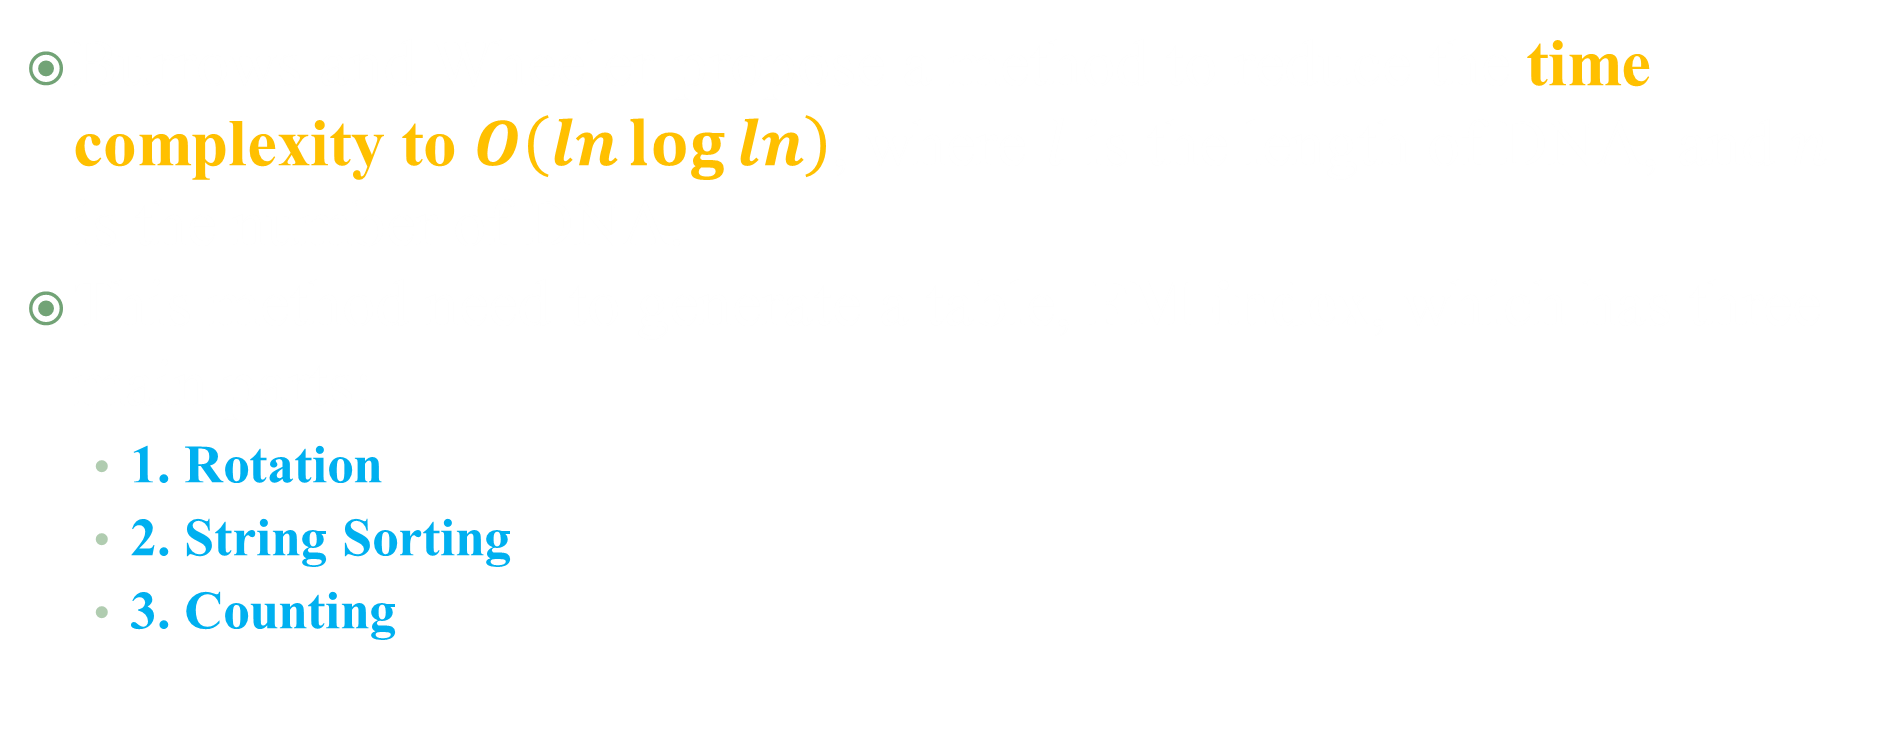 time
complexity to O(ln log ln)
1. Rotation
2. String Sorting
3. Counting